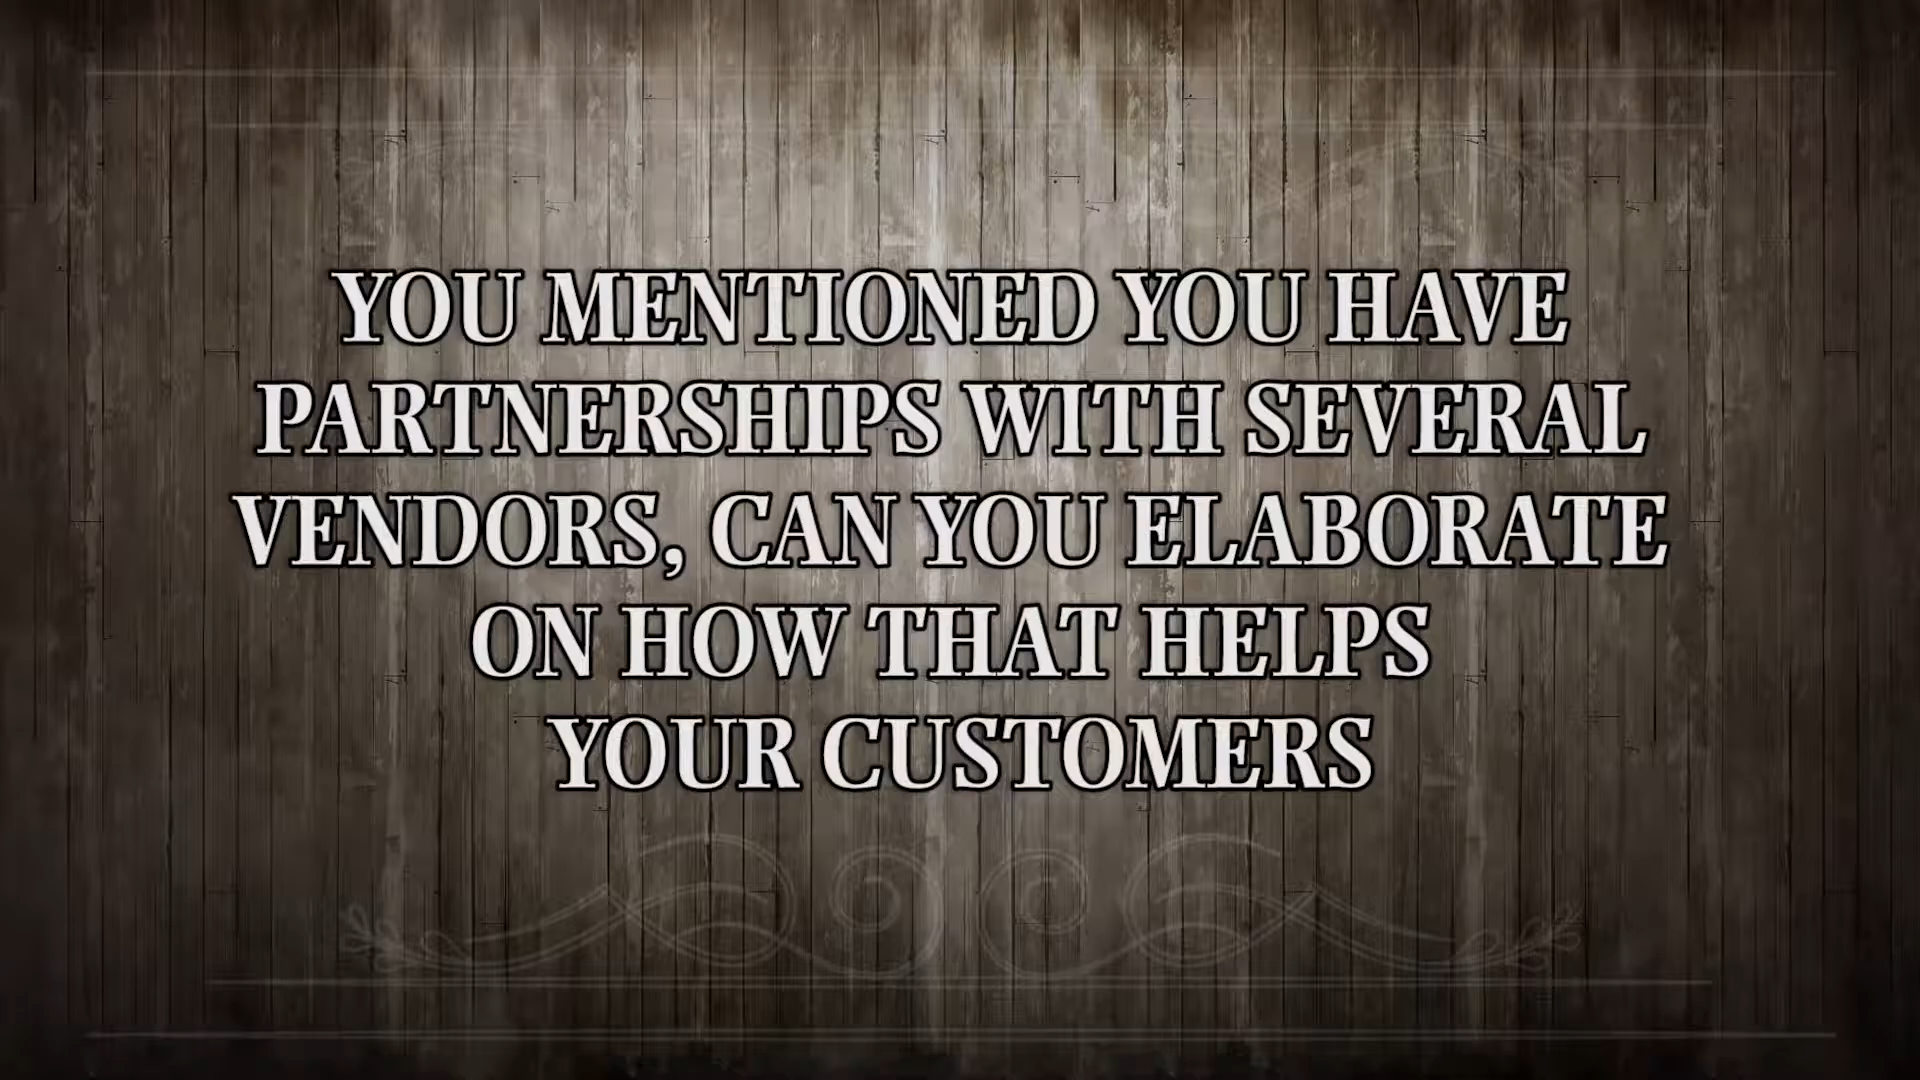 YOU MENTIONED YOU HAVE
PARTNERSHIPS WITH SEVERAL
VENDORS, CAN YOU ELABORATE
ON HOW THAT HELPS
YOUR CUSTOMERS